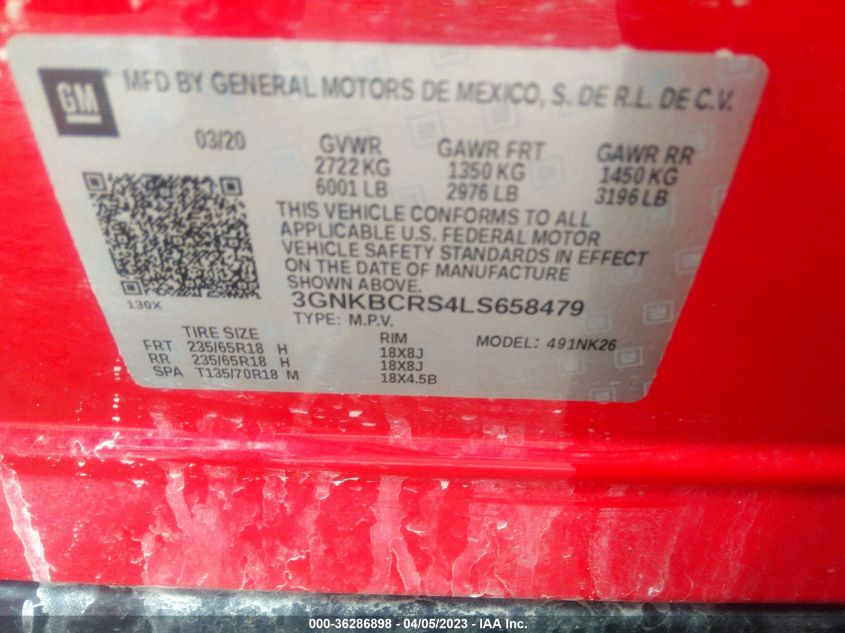 GM
MFD BY GENERAL MOTORS DE MEXICO, S. DE R.L. DE C.V.
03/20 GVWR GAWR FRT GAWR RR
2722 KG 1350 KG 1450 KG
6001 LB 2976 LB 3196 LB
THIS VEHICLE CONFORMS TO ALL
APPLICABLE U.S. FEDERAL MOTOR
VEHICLE SAFETY STANDARDS IN EFFECT
ON THE DATE OF MANUFACTURE
SHOWN ABOVE.
130X 3GNKBCRS4LS658479
TYPE: M.P.V.
TIRE SIZE RIM MODEL: 491NK26
FRT 235/65R18 H 18X8J
RR 235/65R18 H 18X8J
SPA T135/70R18 M 18X4.5B
000-36286898 - 04/05/2023 - IAA Inc.